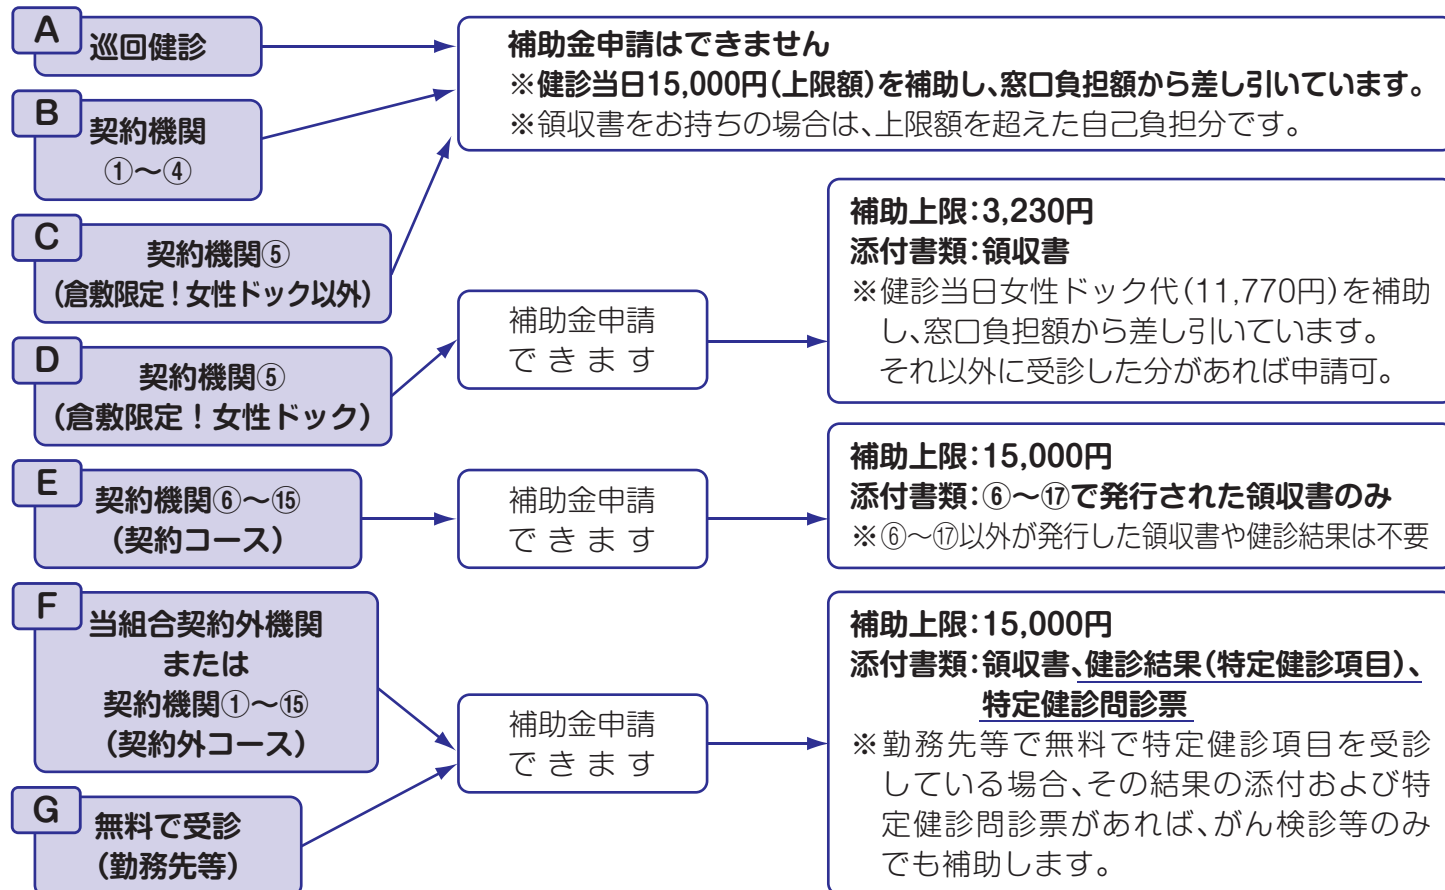 A
巡回健診
補助金申請はできません
※健診当日15,000円(上限額)を補助し、窓口負担額から差し引いています。
※領収書をお持ちの場合は、上限額を超えた自己負担分です。
B
契約機関
①〜④
C
契約機関⑤
(倉敷限定!女性ドック以外)
D
契約機関⑤
(倉敷限定!女性ドック)
補助金申請
できます
補助上限:3,230円
添付書類:領収書
※健診当日女性ドック代(11,770円)を補助
し、窓口負担額から差し引いています。
それ以外に受診した分があれば申請可。
E
契約機関⑥〜⑮
(契約コース)
補助金申請
できます
補助上限:15,000円
添付書類:⑥〜⑰で発行された領収書のみ
※⑥〜⑰以外が発行した領収書や健診結果は不要
F
当組合契約外機関
または
契約機関①〜⑮
(契約外コース)
G
無料で受診
(勤務先等)
補助金申請
できます
補助上限:15,000円
添付書類:領収書、健診結果(特定健診項目)、
特定健診問診票
※勤務先等で無料で特定健診項目を受診
している場合、その結果の添付および特
定健診問診票があれば、がん検診等のみ
でも補助します。